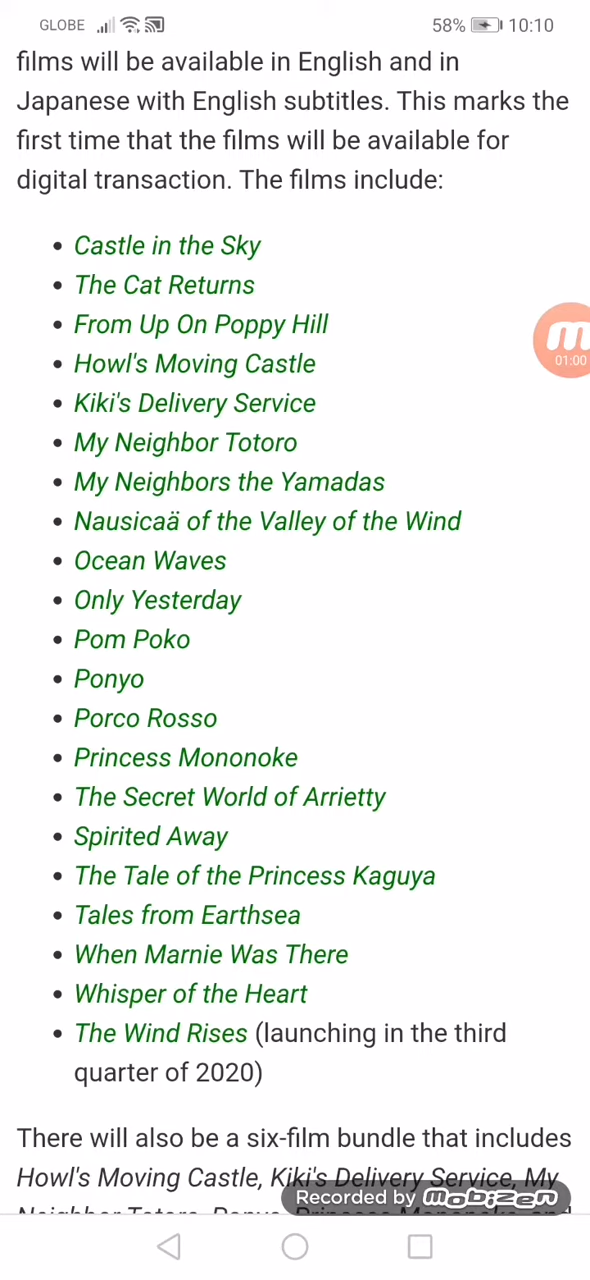 GLOBE 58% 10:10
films will be available in English and in
Japanese with English subtitles. This marks the
first time that the films will be available for
digital transaction. The films include:
• Castle in the Sky
• The Cat Returns
• From Up On Poppy Hill
• Howl's Moving Castle
• Kiki's Delivery Service
• My Neighbor Totoro
• My Neighbors the Yamadas
• Nausicaä of the Valley of the Wind
• Ocean Waves
• Only Yesterday
• Pom Poko
• Ponyo
• Porco Rosso
• Princess Mononoke
• The Secret World of Arrietty
• Spirited Away
• The Tale of the Princess Kaguya
• Tales from Earthsea
• When Marnie Was There
• Whisper of the Heart
• The Wind Rises (launching in the third
quarter of 2020)
There will also be a six-film bundle that includes
Howl's Moving Castle, Kiki's Delivery Service, My
Neighbor Totoro, Ponyo, Princess Mononoke, and
m
01:00
Recorded by mobizen